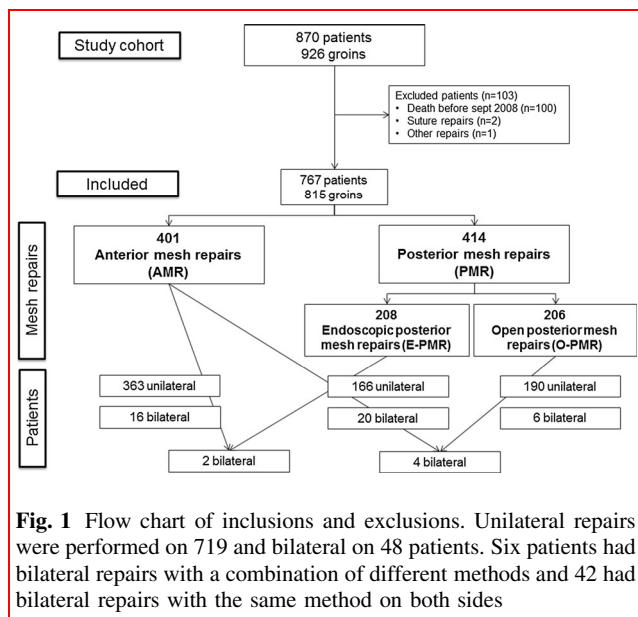 Study cohort
870 patients
926 groins
Excluded patients (n=103)
• Death before sept 2008 (n=100)
• Suture repairs (n=2)
• Other repairs (n=1)
Included
767 patients
815 groins
Mesh repairs
401
Anterior mesh repairs
(AMR)
414
Posterior mesh repairs
(PMR)
208
Endoscopic posterior
mesh repairs (E-PMR)
206
Open posterior mesh
repairs (O-PMR)
Patients
363 unilateral
166 unilateral
190 unilateral
16 bilateral
20 bilateral
6 bilateral
2 bilateral
4 bilateral
Fig. 1 Flow chart of inclusions and exclusions. Unilateral repairs
were performed on 719 and bilateral on 48 patients. Six patients had
bilateral repairs with a combination of different methods and 42 had
bilateral repairs with the same method on both sides